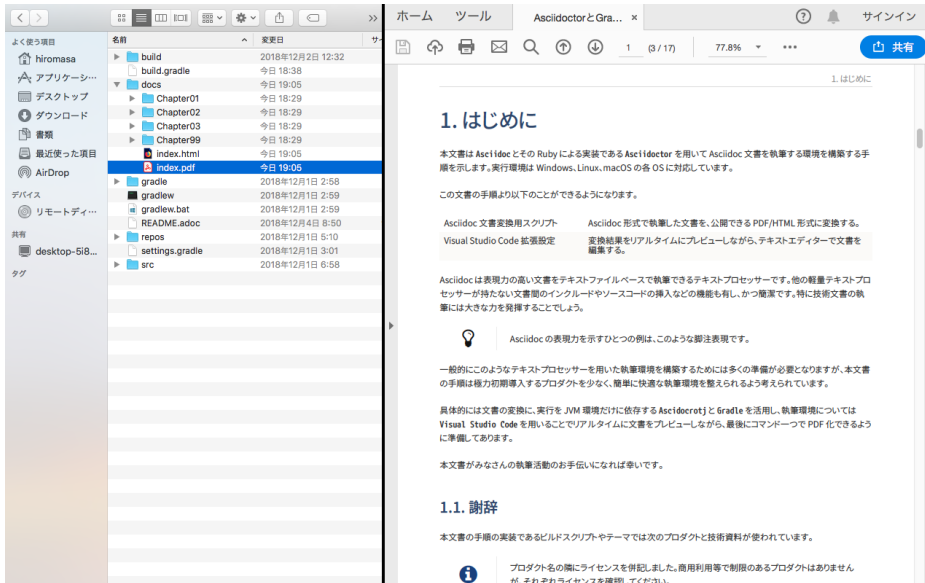 よく使う項目
hiromasa
アプリケーシ…
デスクトップ
ダウンロード
書類
最近使った項目
AirDrop
デバイス
リモートディ…
共有
desktop-5i8...
タグ
名前 変更日 サ
build 2018年12月2日 12:32
build.gradle 今日 18:38
docs 今日 19:05
Chapter01 今日 18:29
Chapter02 今日 18:29
Chapter03 今日 18:29
Chapter99 今日 18:29
index.html 今日 19:05
index.pdf 今日 19:05
gradle 2018年12月1日 2:58
gradlew 2018年12月1日 2:59
gradlew.bat 2018年12月1日 2:59
README.adoc 2018年12月4日 8:50
repos 2018年12月1日 5:10
settings.gradle 2018年12月1日 3:01
src 2018年12月1日 6:58
ホーム ツール AsciidoctorとGra... × サインイン
1 (3 / 17) 77.8% 共有
1. はじめに
1. はじめに
本文書は Asciidoc とその Ruby による実装である Asciidoctor を用いて Asciidoc 文書を執筆する環境を構築する手
順を示します。実行環境は Windows、Linux、macOS の各 OS に対応しています。
この文書の手順より以下のことができるようになります。
Asciidoc 文書変換用スクリプト Asciidoc 形式で執筆した文書を、公開できる PDF/HTML 形式に変換する。
Visual Studio Code 拡張設定 変換結果をリアルタイムにプレビューしながら、テキストエディターで文書を
編集する。
Asciidoc は表現力の高い文書をテキストファイルベースで執筆できるテキストプロセッサーです。他の軽量テキストプロ
セッサーが持たない文書間のインクルードやソースコードの挿入などの機能も有し、かつ簡潔です。特に技術文書の執
筆には大きな力を発揮することでしょう。
Asciidoc の表現力を示すひとつの例は、このような脚注表現です。
一般的にこのようなテキストプロセッサーを用いた執筆環境を構築するためには多くの準備が必要となりますが、本文書
の手順は極力初期導入するプロダクトを少なく、簡単に快適な執筆環境を整えられるよう考えられています。
具体的には文書の変換に、実行を JVM 環境だけに依存する Ascidocrotj と Gradle を活用し、執筆環境については
Visual Studio Code を用いることでリアルタイムに文書をプレビューしながら、最後にコマンド一つで PDF 化できるよう
に準備してあります。
本文書がみなさんの執筆活動のお手伝いになれば幸いです。
1.1. 謝辞
本文書の手順の実装であるビルドスクリプトやテーマでは次のプロダクトと技術資料が使われています。
プロダクト名の隣にライセンスを併記しました。商用利用等で制限のあるプロダクトはありません
が、それぞれライセンスを確認してください。